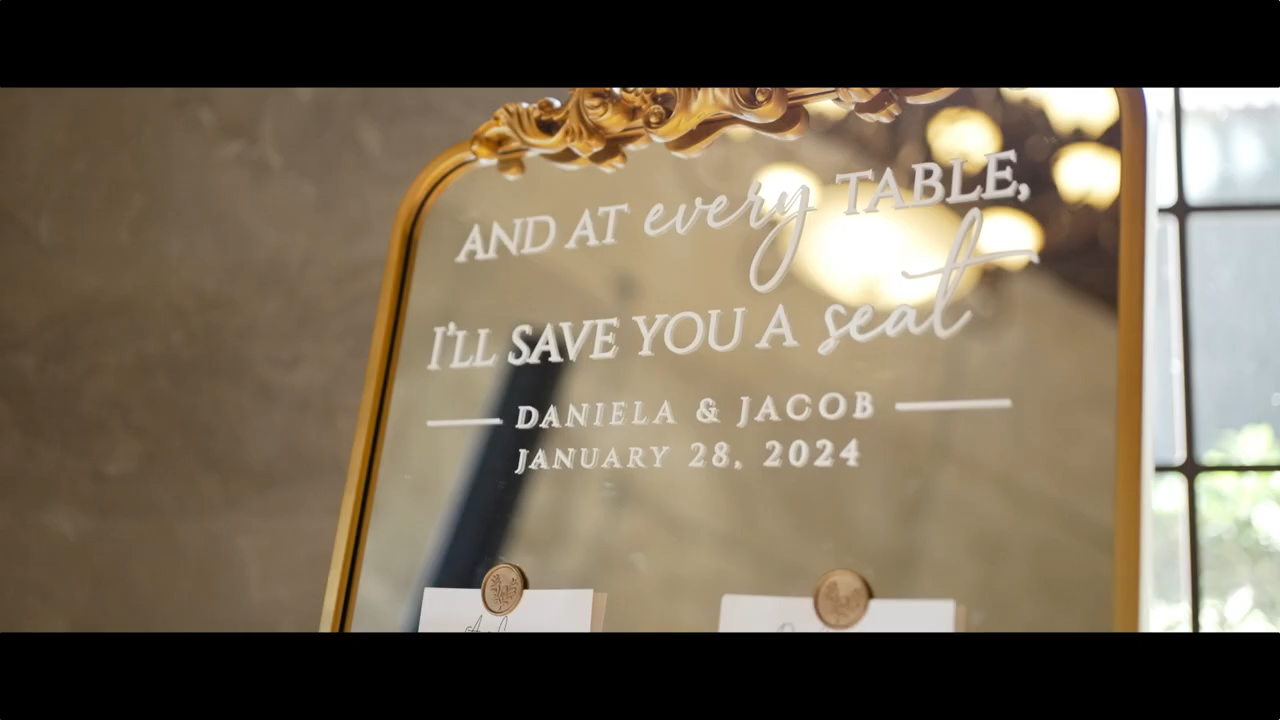 AND AT every TABLE,
I'LL SAVE YOU A seat
DANIELA & JACOB
JANUARY 28, 2024